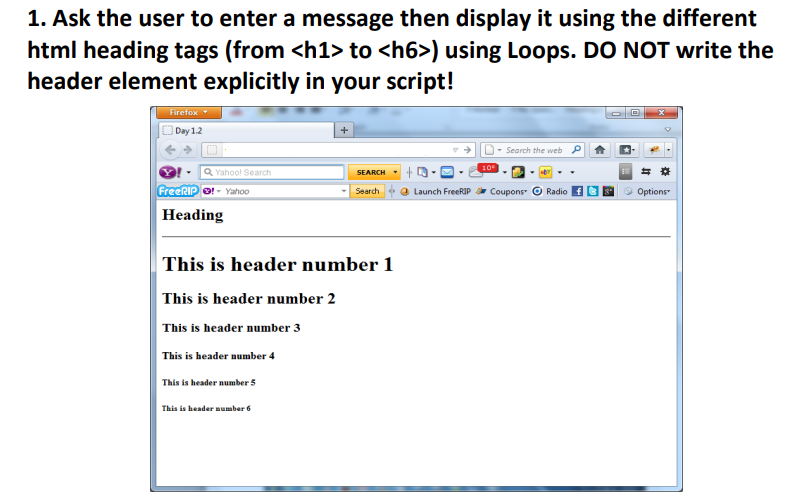 1. Ask the user to enter a message then display it using the different
html heading tags (from <h1> to <h6>) using Loops. DO NOT write the
header element explicitly in your script!
Firefox
Day 1.2
Search the web
Y! Yahoo! Search SEARCH 10°
FreeRIP Y! Yahoo Search Launch FreeRIP Coupons Radio Options
Heading
This is header number 1
This is header number 2
This is header number 3
This is header number 4
This is header number 5
This is header number 6